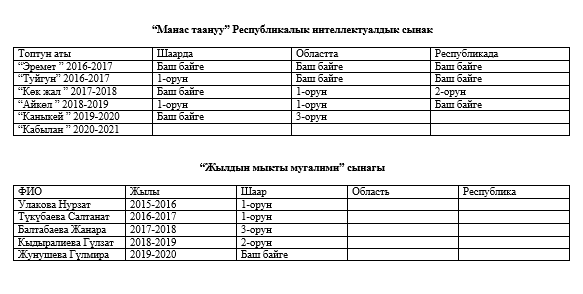 “Манас таануу” Республикалык интеллектуалдык сынак
Топтун аты Шаарда Областта Республикада
“Эремет ” 2016-2017 Баш байге Баш байге Баш байге
“Туйгун” 2016-2017 1-орун Баш байге Баш байге
“Көк жал ” 2017-2018 Баш байге 1-орун 2-орун
“Айкөл ” 2018-2019 1-орун 1-орун Баш байге
“Каныкей ” 2019-2020 Баш байге 3-орун
“Кабылан ” 2020-2021
“Жылдын мыкты мугалими” сынагы
ФИО Жылы Шаар Область Республика
Улакова Нурзат 2015-2016 1-орун
Түкүбаева Салтанат 2016-2017 1-орун
Балтабаева Жанара 2017-2018 3-орун
Кыдыралиева Гүлзат 2018-2019 2-орун
Жунушева Гүлмира 2019-2020 Баш байге